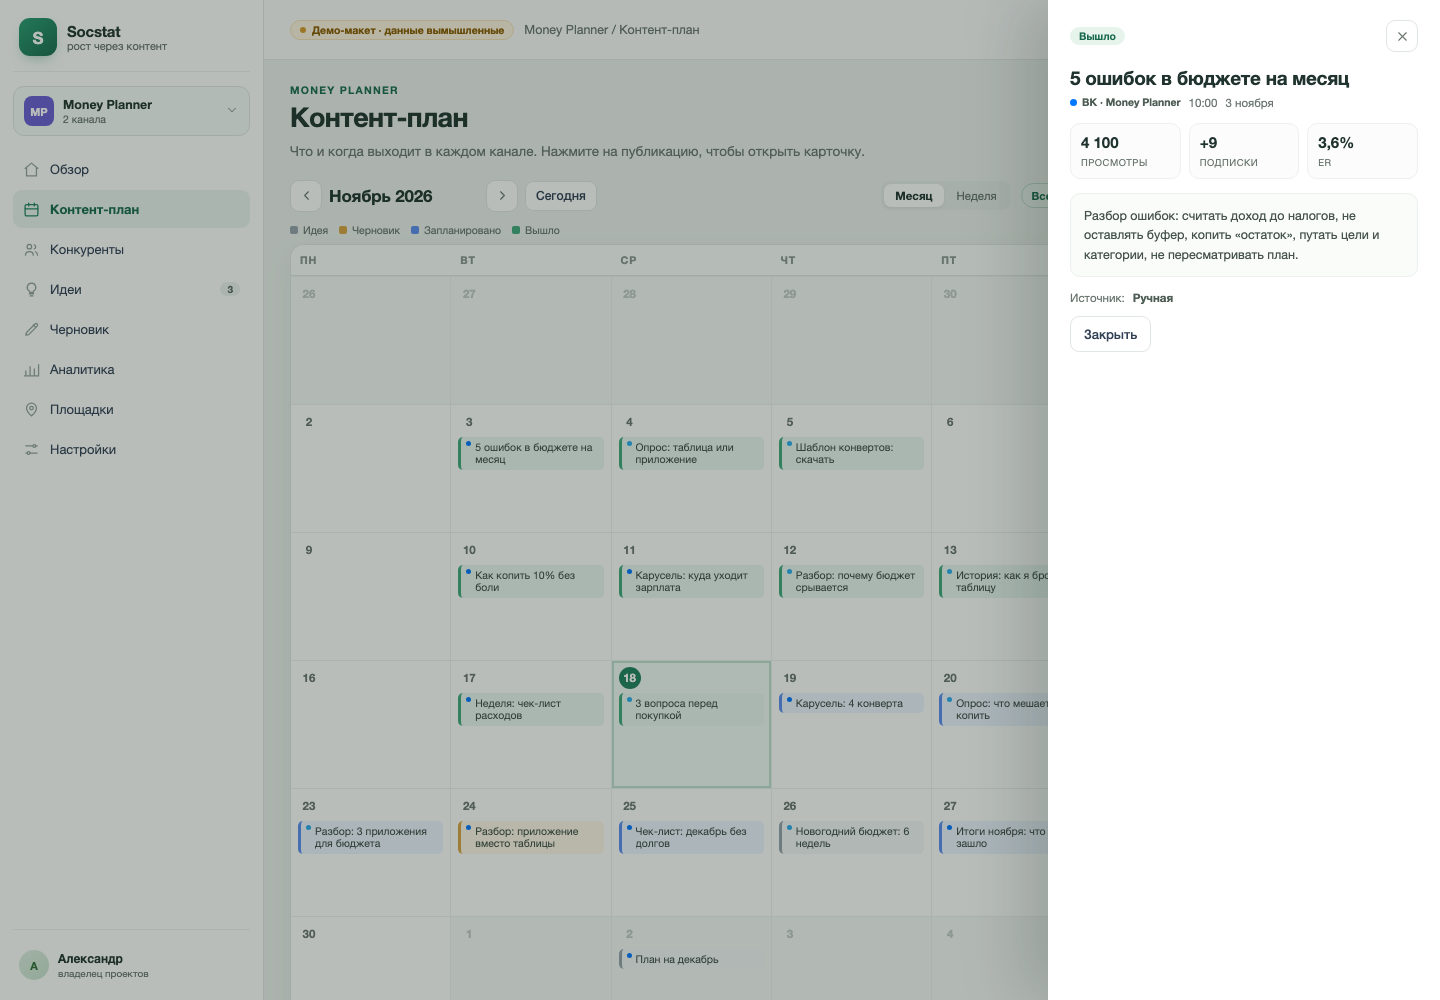 S
Socstat
рост через контент
MP
Money Planner
2 канала
Обзор
Контент-план
Конкуренты
Идеи
3
Черновик
Аналитика
Площадки
Настройки
А
Александр
владелец проектов
Демо-макет · данные вымышленные
Money Planner / Контент-план
MONEY PLANNER
Контент-план
Что и когда выходит в каждом канале. Нажмите на публикацию, чтобы открыть карточку.
Ноябрь 2026
Сегодня
Месяц
Неделя
Идея
Черновик
Запланировано
Вышло
ПН
ВТ
СР
ЧТ
ПТ
26
27
28
29
30
2
3
5 ошибок в бюджете на
месяц
4
Опрос: таблица или
приложение
5
Шаблон конвертов:
скачать
6
9
10
Как копить 10% без
боли
11
Карусель: куда уходит
зарплата
12
Разбор: почему бюджет
срывается
13
История: как я бро
таблицу
16
17
Неделя: чек-лист
расходов
18
3 вопроса перед
покупкой
19
Карусель: 4 конверта
20
Опрос: что мешает
копить
23
Разбор: 3 приложения
для бюджета
24
Разбор: приложение
вместо таблицы
25
Чек-лист: декабрь без
долгов
26
Новогодний бюджет: 6
недель
27
Итоги ноября: что
зашло
30
1
2
План на декабрь
3
4
Вышло
5 ошибок в бюджете на месяц
ВК · Money Planner 10:00 3 ноября
4 100
ПРОСМОТРЫ
+9
ПОДПИСКИ
3,6%
ER
Разбор ошибок: считать доход до налогов, не
оставлять буфер, копить «остаток», путать цели и
категории, не пересматривать план.
Источник: Ручная
Закрыть